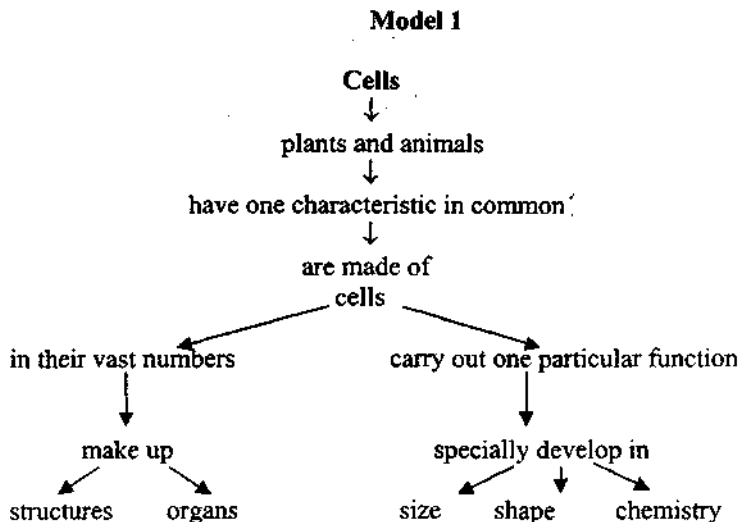 Model 1
Cells
plants and animals
have one characteristic in common
are made of
cells
in their vast numbers
carry out one particular function
make up
specially develop in
structures
organs
size
shape
chemistry